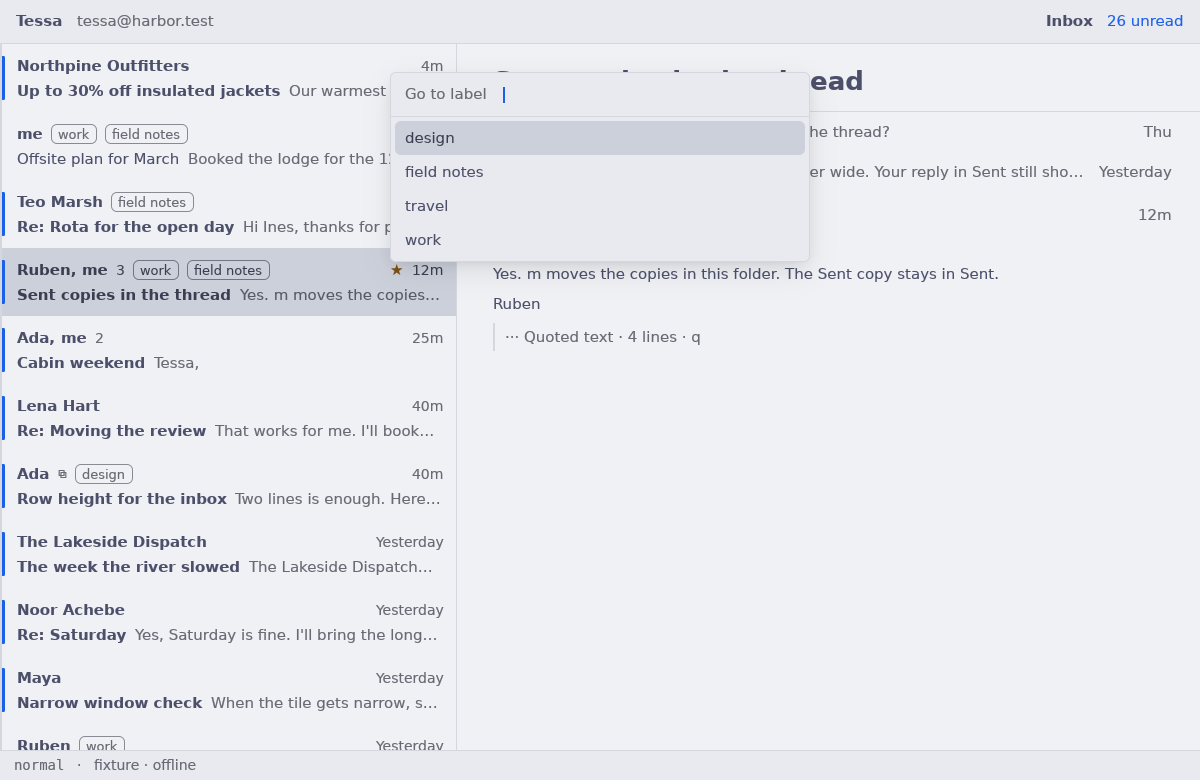 Tessa tessa@harbor.test
Inbox 26 unread
Northpine Outfitters 4m
Up to 30% off insulated jackets Our warmest
me work field notes
Offsite plan for March Booked the lodge for the
Teo Marsh field notes
Re: Rota for the open day Hi Ines, thanks for
Ruben, me 3 work field notes ★ 12m
Sent copies in the thread Yes. m moves the copies…
Ada, me 2 25m
Cabin weekend Tessa,
Lena Hart 40m
Re: Moving the review That works for me. I'll book…
Ada ⧉ design 40m
Row height for the inbox Two lines is enough. Here…
The Lakeside Dispatch Yesterday
The week the river slowed The Lakeside Dispatch…
Noor Achebe Yesterday
Re: Saturday Yes, Saturday is fine. I'll bring the long…
Maya Yesterday
Narrow window check When the tile gets narrow, s…
Ruben work Yesterday
Go to label
design
field notes
travel
work
ead
he thread? Thu
er wide. Your reply in Sent still sho… Yesterday
12m
Yes. m moves the copies in this folder. The Sent copy stays in Sent.
Ruben
··· Quoted text · 4 lines · q
normal · fixture · offline